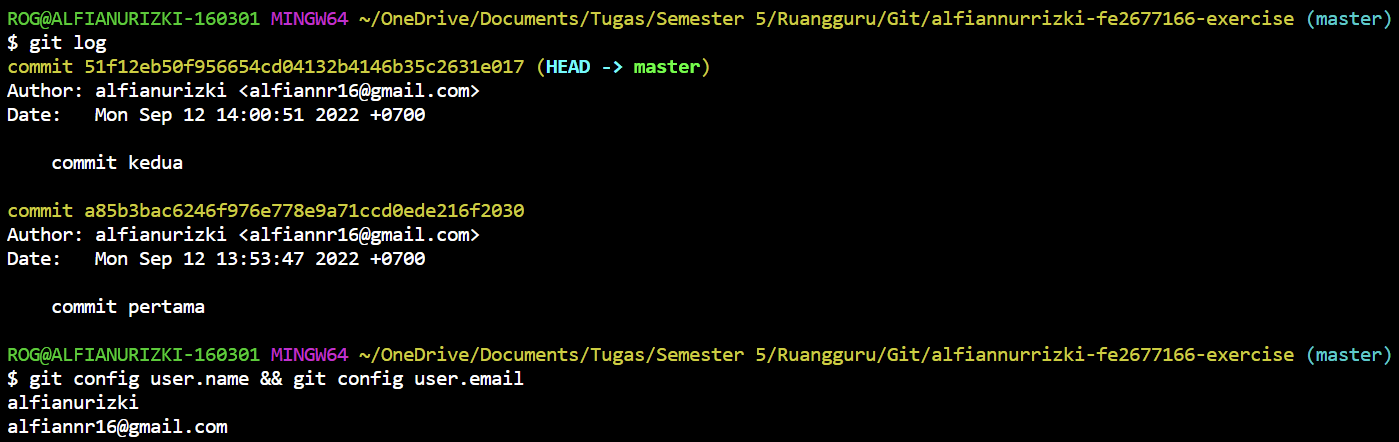 ROG@ALFIANURIZKI-160301 MINGW64 ~/OneDrive/Documents/Tugas/Semester 5/Ruangguru/Git/alfiannurrizki-fe2677166-exercise (master)
$ git log
commit 51f12eb50f956654cd04132b4146b35c2631e017 (HEAD -> master)
Author: alfianurizki <alfiannr16@gmail.com>
Date:   Mon Sep 12 14:00:51 2022 +0700
    commit kedua
commit a85b3bac6246f976e778e9a71ccd0ede216f2030
Author: alfianurizki <alfiannr16@gmail.com>
Date:   Mon Sep 12 13:53:47 2022 +0700
    commit pertama
ROG@ALFIANURIZKI-160301 MINGW64 ~/OneDrive/Documents/Tugas/Semester 5/Ruangguru/Git/alfiannurrizki-fe2677166-exercise (master)
$ git config user.name && git config user.email
alfianurizki
alfiannr16@gmail.com